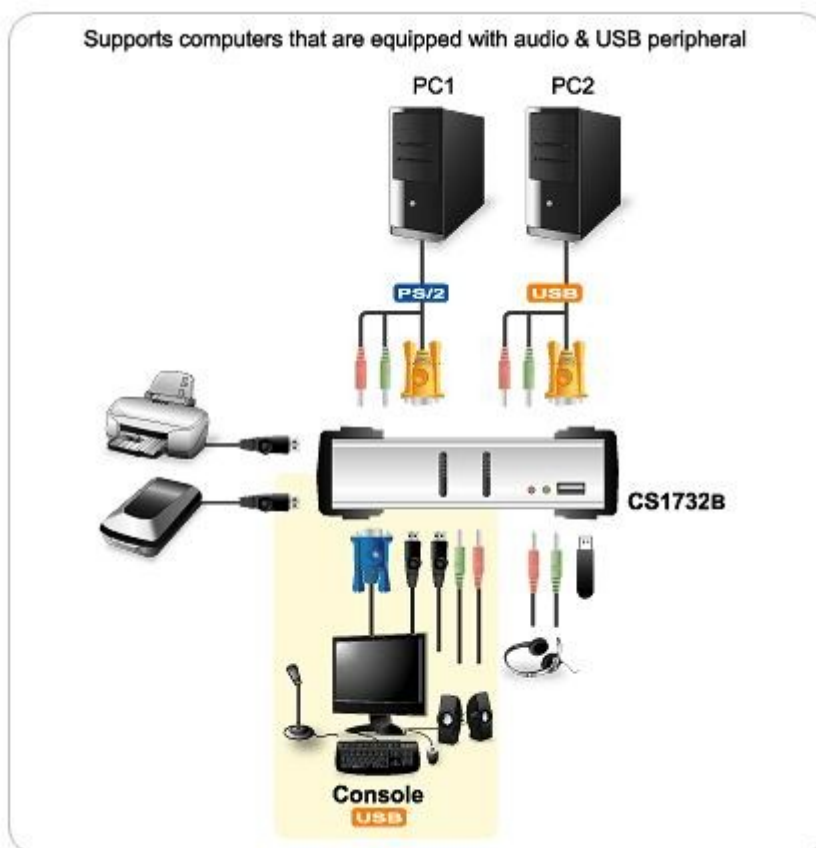 Supports computers that are equipped with audio & USB peripheral
PC1 PC2
PS/2 USB
CS1732B
Console
USB